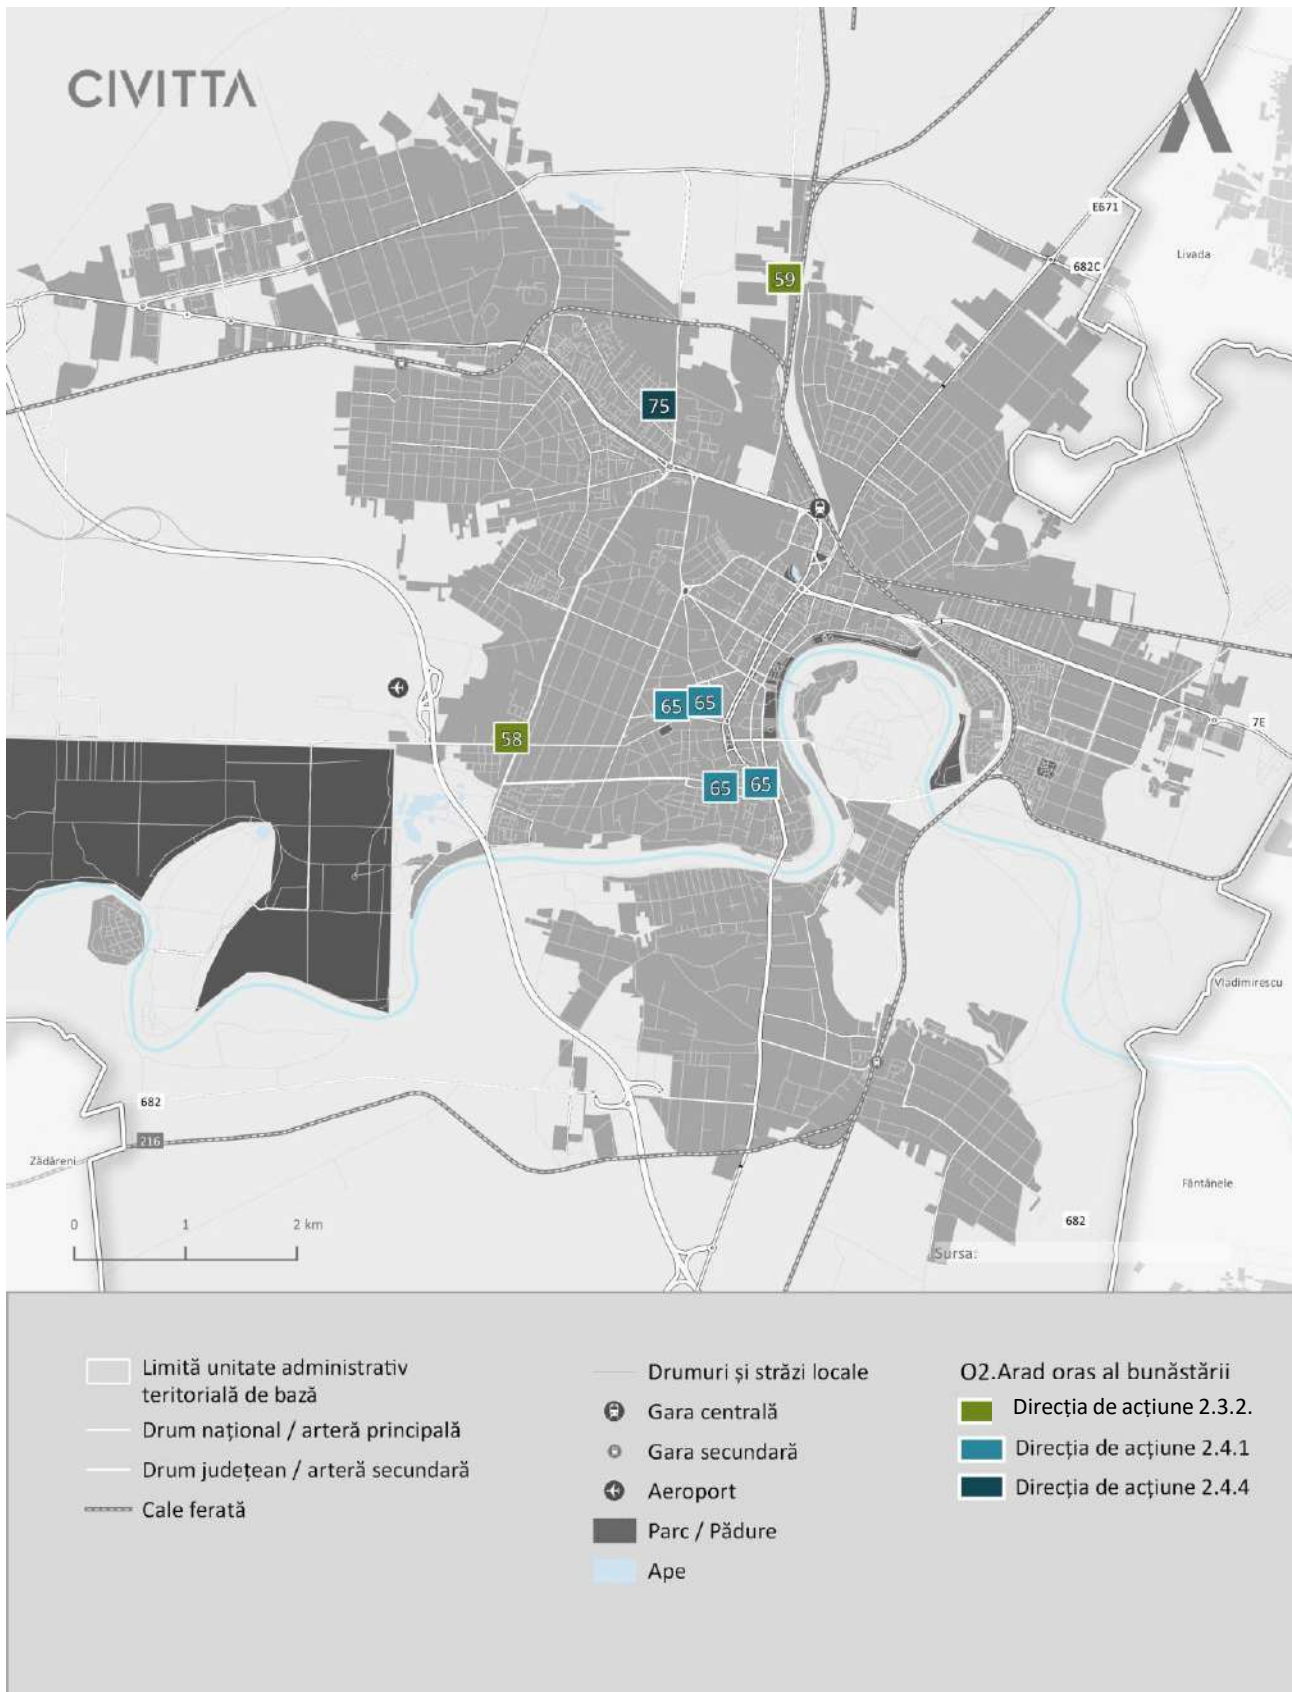 CIVITTA
E671
Livada
682C
59
75
7E
65
65
58
65
65
Vladimirescu
682
216
Zădăreni
Fântânele
0 1 2 km
682
Sursa:
Limită unitate administrativ
teritorială de bază
Drum național / arteră principală
Drum județean / arteră secundară
Cale ferată
Drumuri și străzi locale
Gara centrală
Gara secundară
Aeroport
Parc / Pădure
Ape
O2.Arad oras al bunăstării
Direcția de acțiune 2.3.2.
Direcția de acțiune 2.4.1
Direcția de acțiune 2.4.4